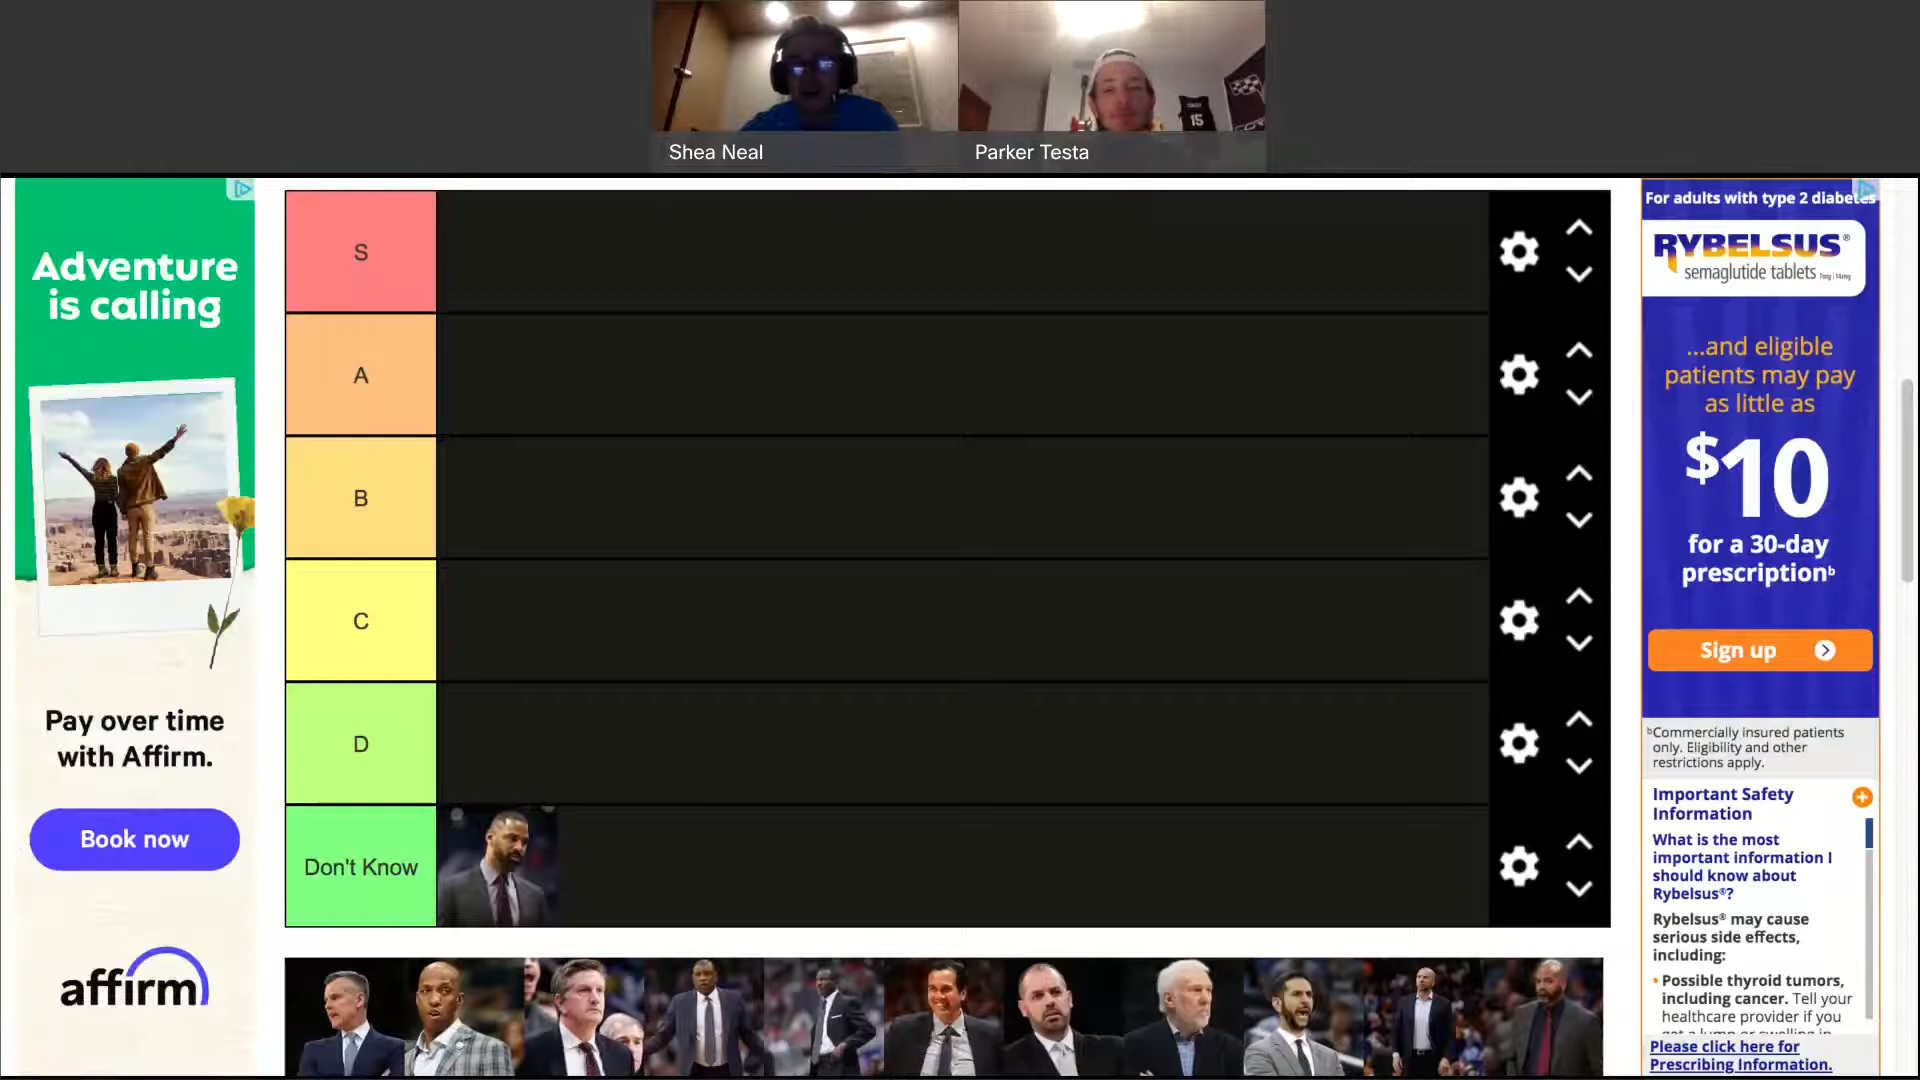 Shea Neal
Parker Testa
Adventure
is calling
Pay over time
with Affirm.
Book now
affirm
S
A
B
C
D
Don't Know
15
For adults with type 2 diabetes
RYBELSUS®
semaglutide tablets
...and eligible
patients may pay
as little as
$10
for a 30-day
prescriptionᵇ
Sign up
ᵇCommercially insured patients
only. Eligibility and other
restrictions apply.
Important Safety
Information
What is the most
important information I
should know about
Rybelsus®?
Rybelsus® may cause
serious side effects,
including:
• Possible thyroid tumors,
including cancer. Tell your
healthcare provider if you
Please click here for
Prescribing Information.